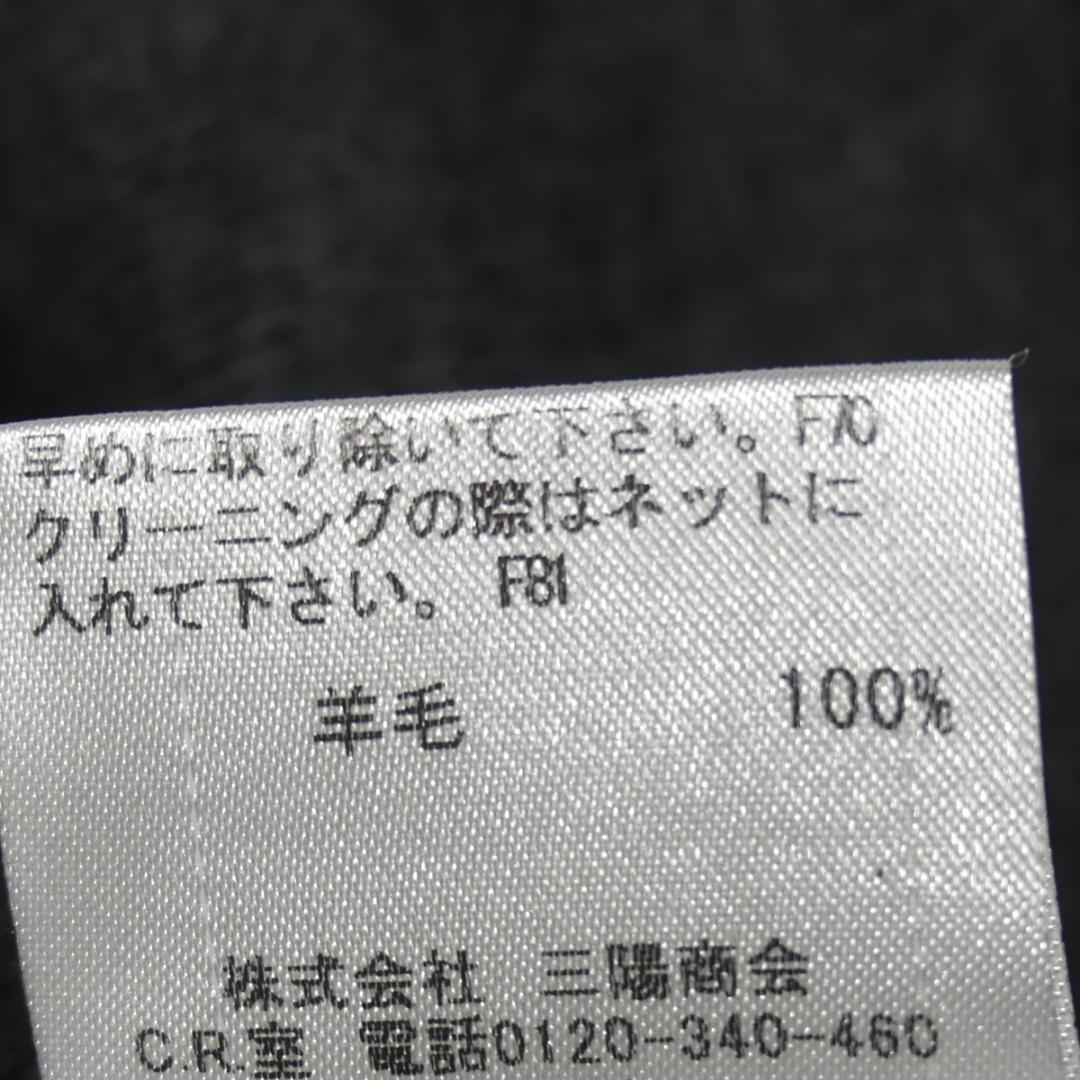 早めに取り除いて下さい。F70
クリーニングの際はネットに
入れて下さい。 F81
羊毛 100%
株式会社 三陽商会
C.R.室 電話0120-340-460